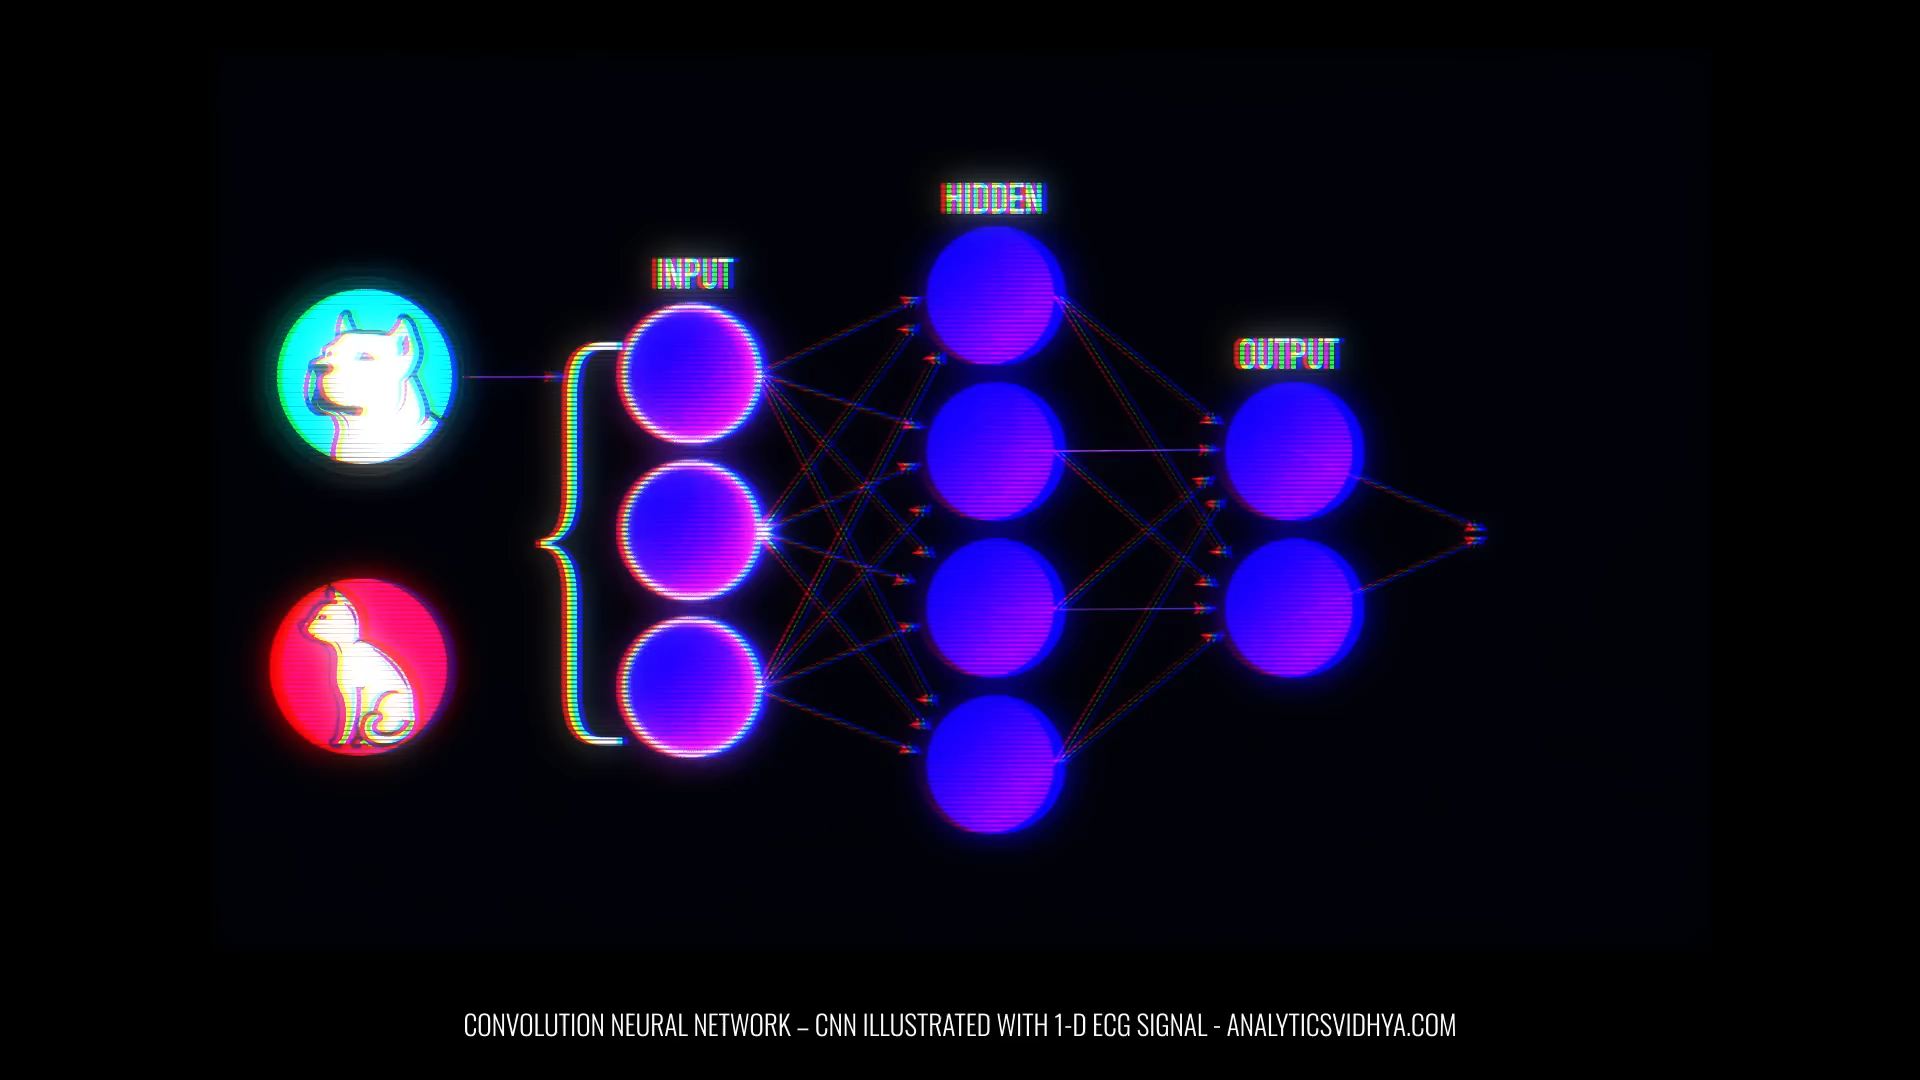 HIDDEN
INPUT
OUTPUT
CONVOLUTION NEURAL NETWORK – CNN ILLUSTRATED WITH 1-D ECG SIGNAL - ANALYTICSVIDHYA.COM